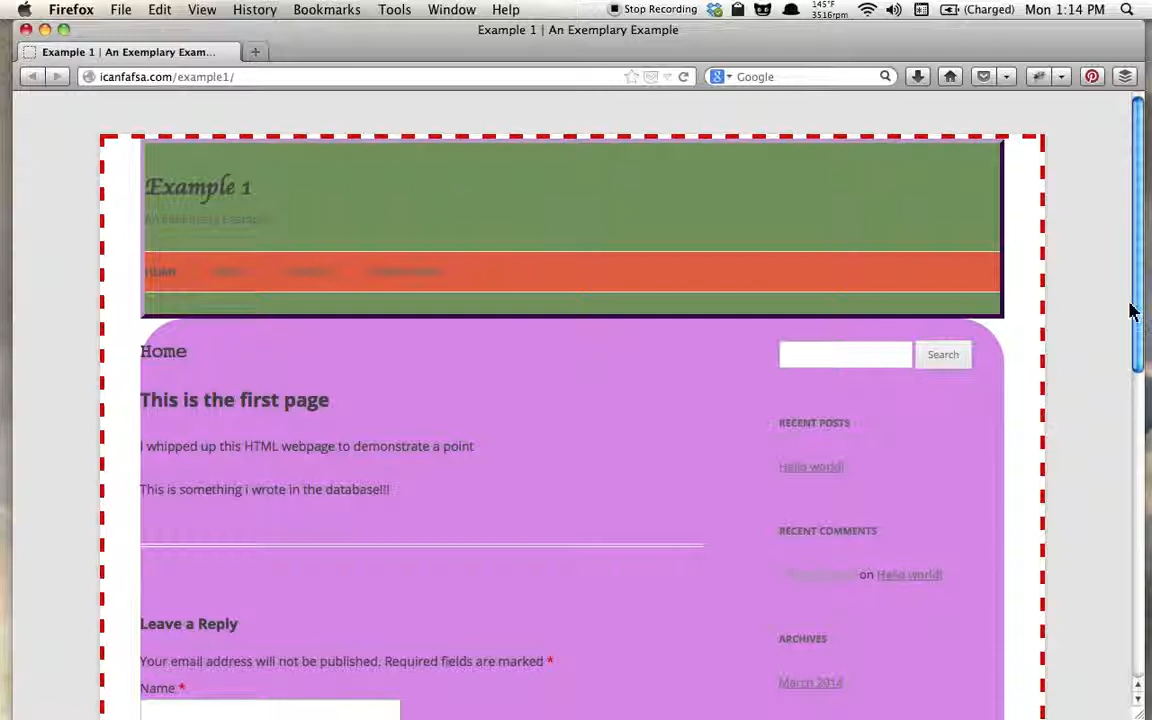 Firefox File Edit View History Bookmarks Tools Window Help Stop Recording 145°F 3516rpm (Charged) Mon 1:14 PM
Example 1 | An Exemplary Example
Example 1 | An Exemplary Exam...
icanfafsa.com/example1/ Google
Example 1
An Exemplary Example
Home
This is the first page
I whipped up this HTML webpage to demonstrate a point
This is something i wrote in the database!!!
Leave a Reply
Your email address will not be published. Required fields are marked *
Name *
Search
RECENT POSTS
Hello world!
RECENT COMMENTS
on Hello world!
ARCHIVES
March 2014